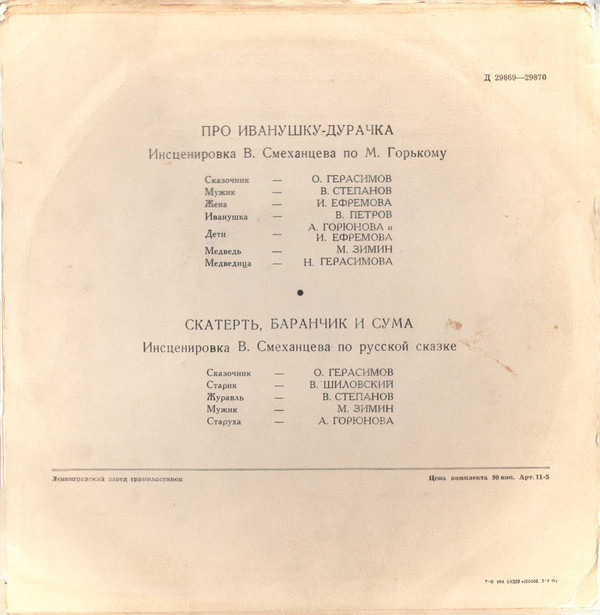 Д 29869—29870
ПРО ИВАНУШКУ-ДУРАЧКА
Инсценировка В. Смеханцева по М. Горькому
Сказочник — О. ГЕРАСИМОВ
Мужик — В. СТЕПАНОВ
Жена — И. ЕФРЕМОВА
Иванушка — В. ПЕТРОВ
Дети — А. ГОРЮНОВА и
И. ЕФРЕМОВА
Медведь — М. ЗИМИН
Медведица — Н. ГЕРАСИМОВА
СКАТЕРТЬ, БАРАНЧИК И СУМА
Инсценировка В. Смеханцева по русской сказке
Сказочник — О. ГЕРАСИМОВ
Старик — В. ШИЛОВСКИЙ
Журавль — В. СТЕПАНОВ
Мужик — М. ЗИМИН
Старуха — А. ГОРЮНОВА
Ленинградский завод грампластинок
Цена комплекта 90 коп. Арт. 11-5